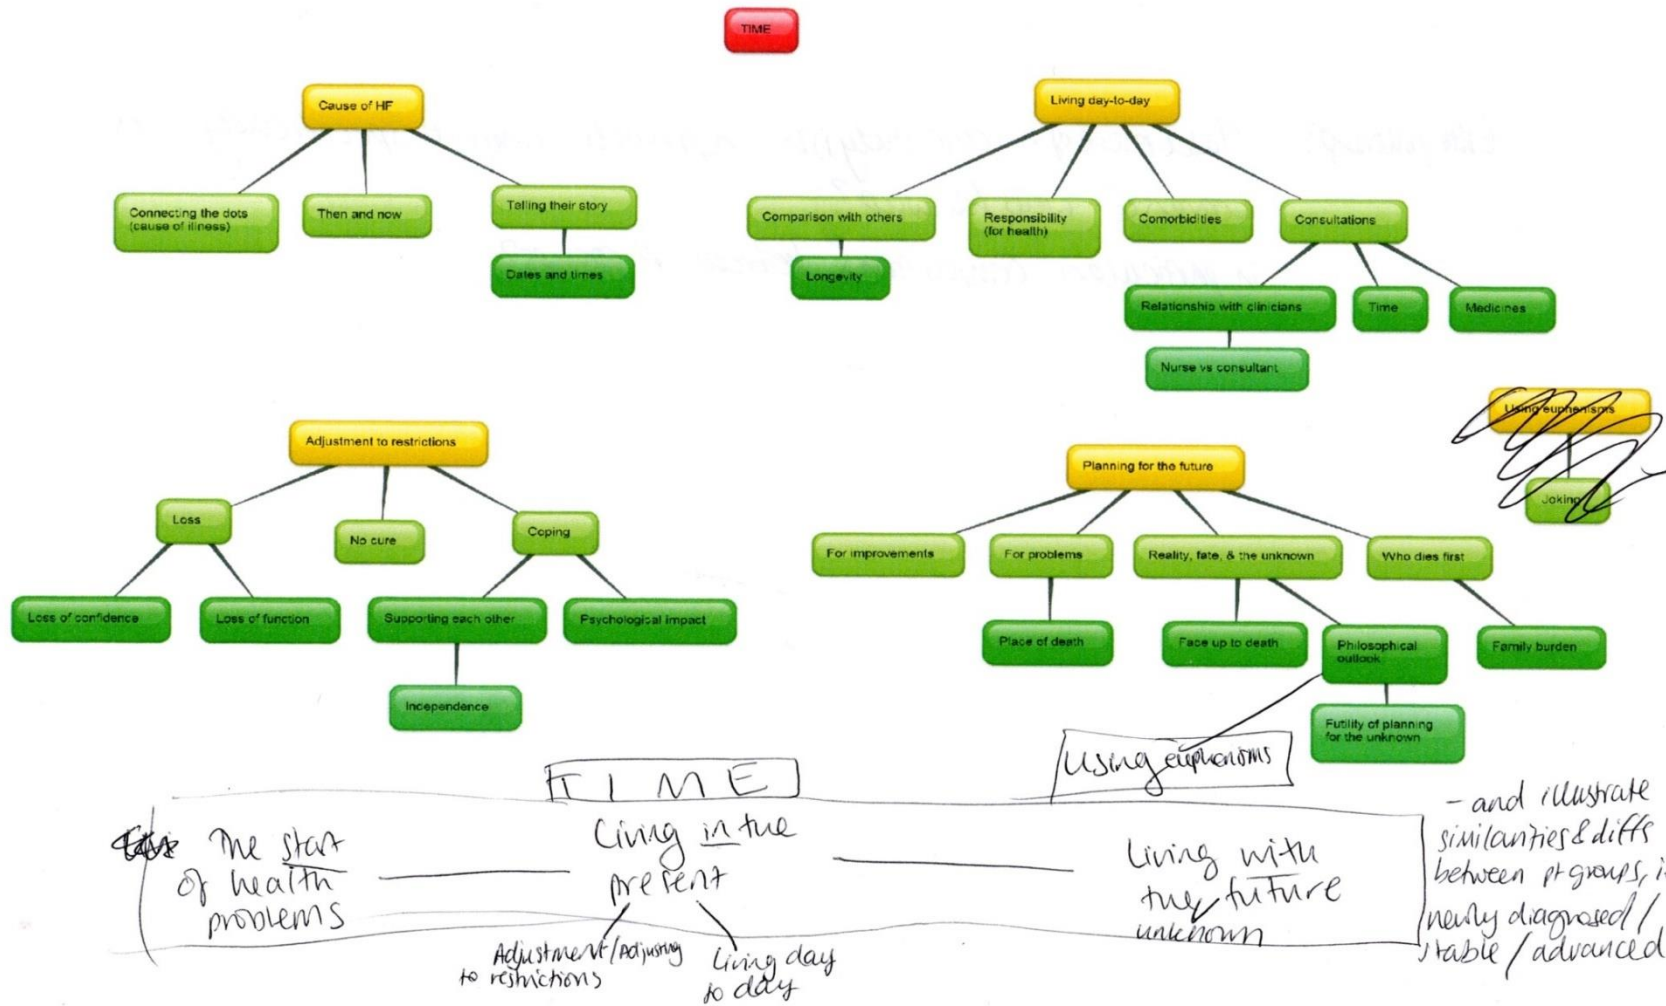 TIME
Cause of HF
Connecting the dots
(cause of illness)
Then and now
Telling their story
Dates and times
Living day-to-day
Comparison with others
Longevity
Responsibility
(for health)
Comorbidities
Consultations
Relationship with clinicians
Time
Medicines
Nurse vs consultant
Using euphenisms
Joking
Adjustment to restrictions
Loss
No cure
Coping
Loss of confidence
Loss of function
Supporting each other
Psychological impact
Independence
Planning for the future
For improvements
For problems
Reality, fate, & the unknown
Who dies first
Place of death
Face up to death
Philosophical
outlook
Family burden
Futility of planning
for the unknown
Using euphenisms
TIME
The start
of health
problems
Living in the
present
Adjustment/Adjusting
to restrictions
Living day
to day
Living with
the future
unknown
- and illustrate
similarities & diffs
between pt groups,
newly diagnosed /
stable / advanced